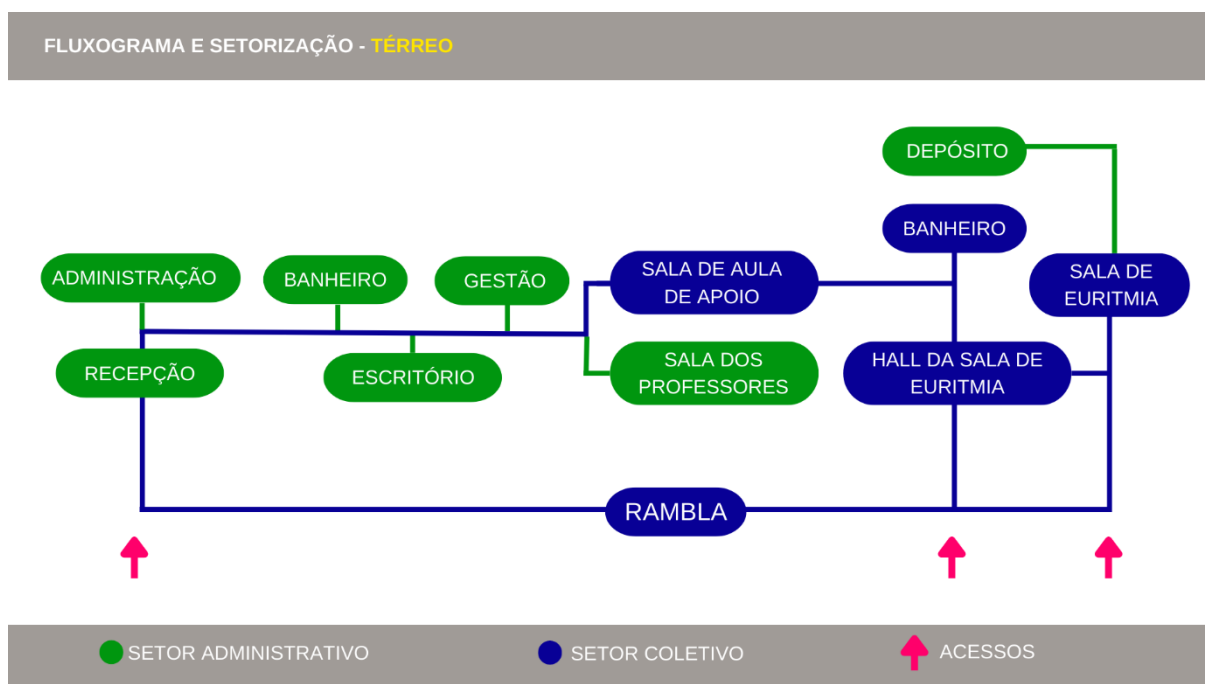 FLUXOGRAMA E SETORIZAÇÃO - TÉRREO
DEPÓSITO
BANHEIRO
ADMINISTRAÇÃO
BANHEIRO
GESTÃO
SALA DE AULA
DE APOIO
SALA DE
EURITMIA
RECEPÇÃO
ESCRITÓRIO
SALA DOS
PROFESSORES
HALL DA SALA DE
EURITMIA
RAMBLA
SETOR ADMINISTRATIVO
SETOR COLETIVO
ACESSOS